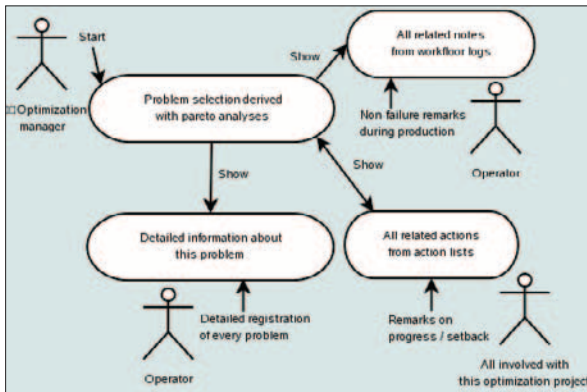 Start
Optimization
manager
Problem selection derived
with pareto analyses
Show
All related notes
from workfloor logs
Non failure remarks
during production
Operator
Show
Show
Detailed information about
this problem
All related actions
from action lists
Detailed registration
of every problem
Operator
Remarks on
progress / setback
All involved with
this optimization project